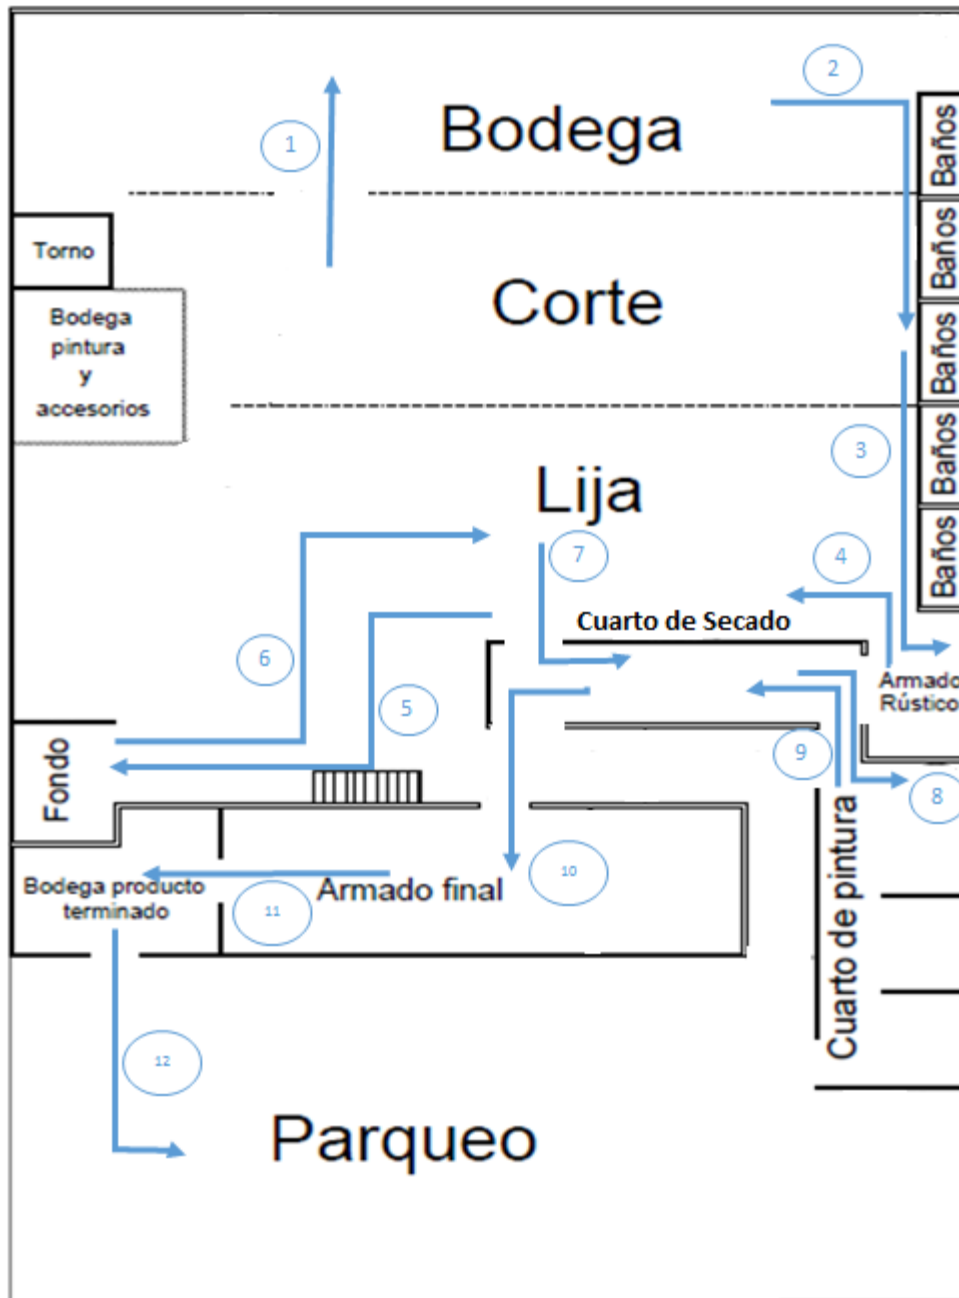 2
1
Bodega
Baños
Torno
Baños
Corte
Bodega
pintura
y
accesorios
Baños
3
Baños
Lija
7
4
Baños
Cuarto de Secado
6
5
Armado
Rústico
9
8
Fondo
10
Bodega producto
terminado
11
Armado final
Cuarto de pintura
12
Parqueo